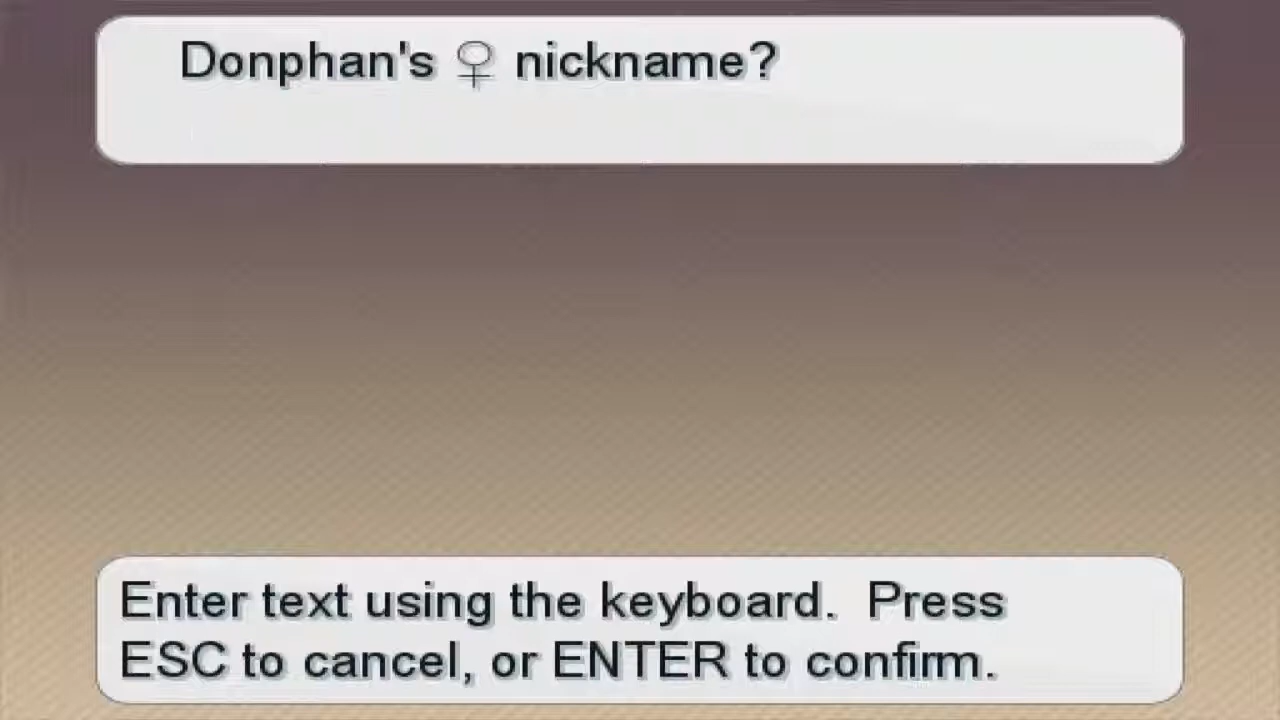 Donphan's ♀ nickname?
Enter text using the keyboard.  Press
ESC to cancel, or ENTER to confirm.